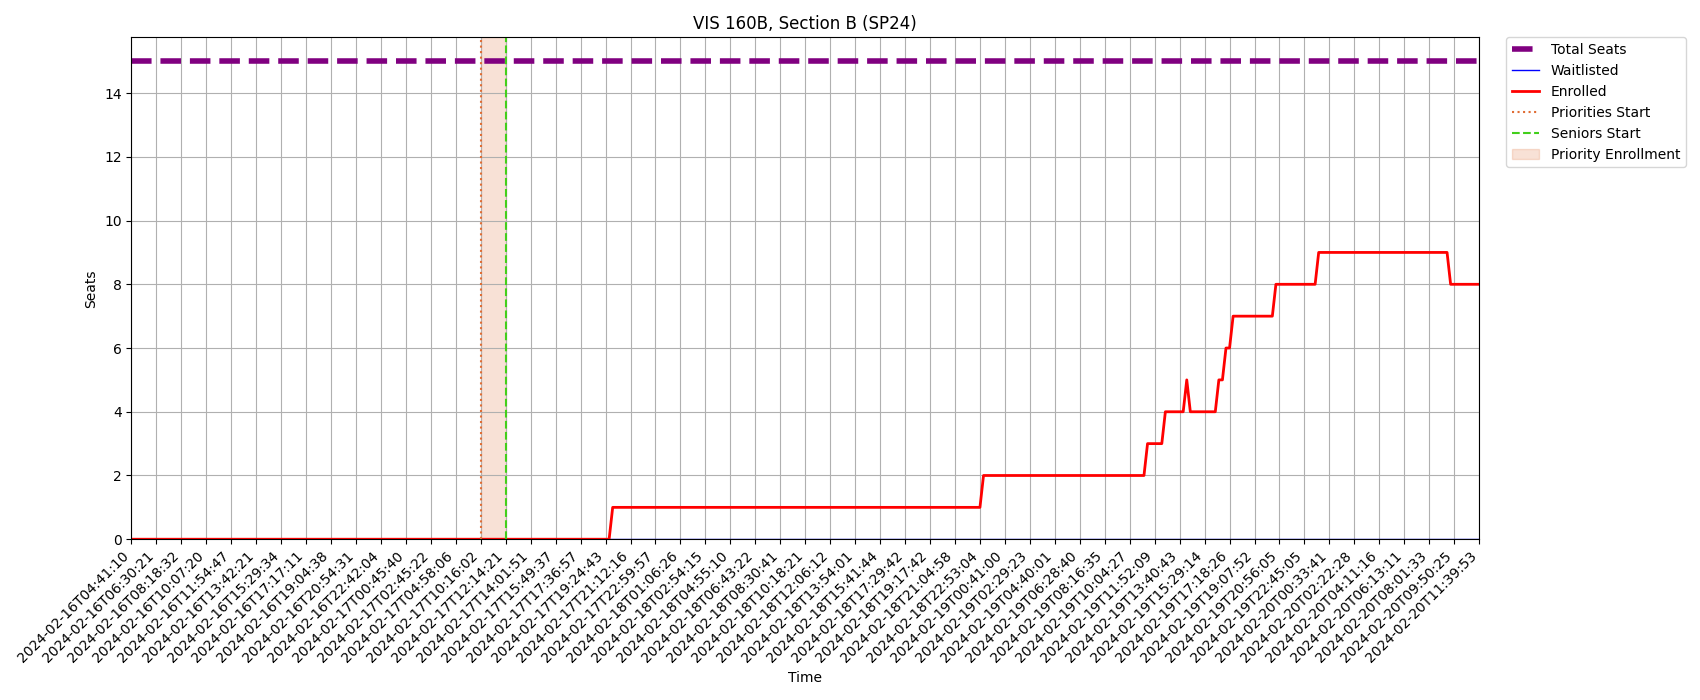 VIS 160B, Section B (SP24)
Total Seats
Waitlisted
Enrolled
Priorities Start
Seniors Start
Priority Enrollment
Seats
14
12
10
8
6
4
2
0
2024-02-16T04:41:10
2024-02-16T06:30:21
2024-02-16T08:18:32
2024-02-16T10:07:20
2024-02-16T11:54:47
2024-02-16T13:42:21
2024-02-16T15:29:34
2024-02-16T17:17:11
2024-02-16T19:04:38
2024-02-16T20:54:31
2024-02-16T22:42:04
2024-02-17T00:45:40
2024-02-17T02:45:22
2024-02-17T04:58:06
2024-02-17T10:16:02
2024-02-17T12:14:21
2024-02-17T14:01:51
2024-02-17T15:49:37
2024-02-17T17:36:57
2024-02-17T19:24:43
2024-02-17T21:12:16
2024-02-17T22:59:57
2024-02-18T01:06:26
2024-02-18T02:54:15
2024-02-18T04:55:10
2024-02-18T06:43:22
2024-02-18T08:30:41
2024-02-18T10:18:21
2024-02-18T12:06:12
2024-02-18T13:54:01
2024-02-18T15:41:44
2024-02-18T17:29:42
2024-02-18T19:17:42
2024-02-18T21:04:58
2024-02-18T22:53:04
2024-02-19T00:41:00
2024-02-19T02:29:23
2024-02-19T04:40:01
2024-02-19T06:28:40
2024-02-19T08:16:35
2024-02-19T10:04:27
2024-02-19T11:52:09
2024-02-19T13:40:43
2024-02-19T15:29:14
2024-02-19T17:18:26
2024-02-19T19:07:52
2024-02-19T20:56:05
2024-02-19T22:45:05
2024-02-20T00:33:41
2024-02-20T02:22:28
2024-02-20T04:11:16
2024-02-20T06:13:11
2024-02-20T08:01:33
2024-02-20T09:50:25
2024-02-20T11:39:53
Time